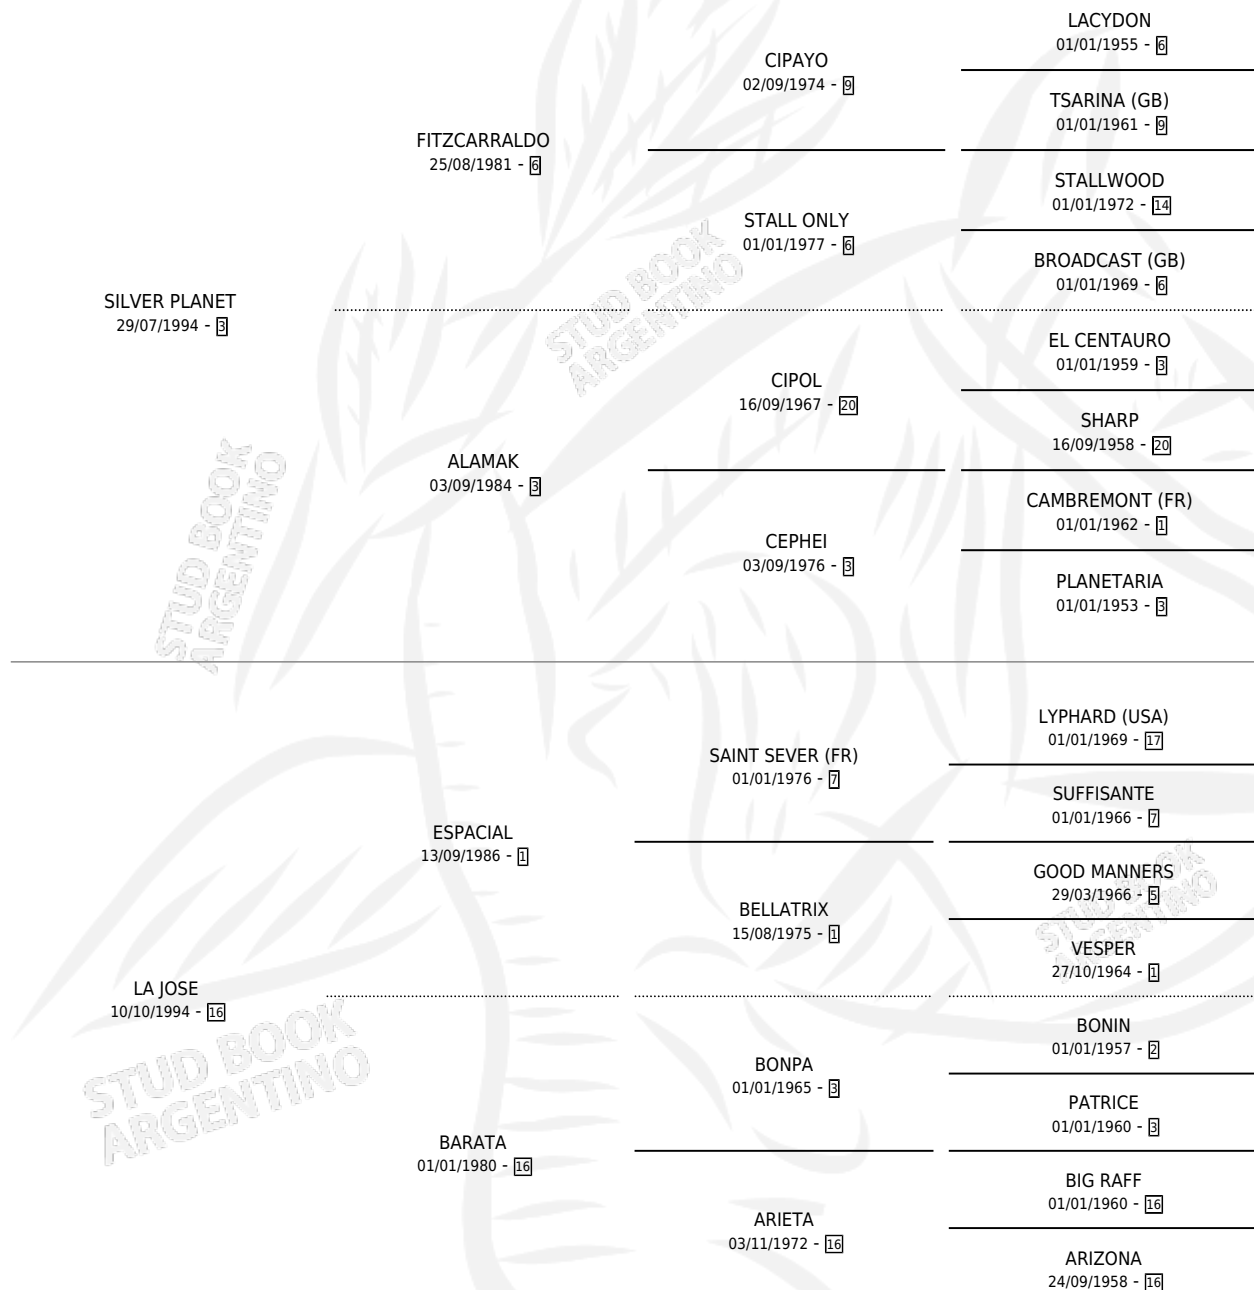 LACYDON
01/01/1955 - 6
CIPAYO
02/09/1974 - 9
TSARINA (GB)
01/01/1961 - 9
FITZCARRALDO
25/08/1981 - 6
STALLWOOD
01/01/1972 - 14
STALL ONLY
01/01/1977 - 6
BROADCAST (GB)
01/01/1969 - 6
SILVER PLANET
29/07/1994 - 3
EL CENTAURO
01/01/1959 - 3
CIPOL
16/09/1967 - 20
SHARP
16/09/1958 - 20
ALAMAK
03/09/1984 - 3
CAMBREMONT (FR)
01/01/1962 - 1
CEPHEI
03/09/1976 - 3
PLANETARIA
01/01/1953 - 3
STUD BOOK
ARGENTINO
STUD BOOK
ARGENTINO
LYPHARD (USA)
01/01/1969 - 17
SAINT SEVER (FR)
01/01/1976 - 7
SUFFISANTE
01/01/1966 - 7
ESPACIAL
13/09/1986 - 1
GOOD MANNERS
29/03/1966 - 5
BELLATRIX
15/08/1975 - 1
VESPER
27/10/1964 - 1
STUD BOOK
ARGENTINO
LA JOSE
10/10/1994 - 16
BONIN
01/01/1957 - 2
BONPA
01/01/1965 - 3
PATRICE
01/01/1960 - 3
BARATA
01/01/1980 - 16
BIG RAFF
01/01/1960 - 16
ARIETA
03/11/1972 - 16
ARIZONA
24/09/1958 - 16
STUD BOOK
ARGENTINO